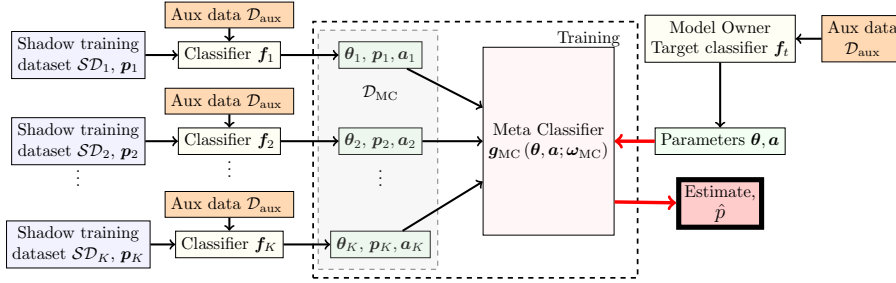 Aux data 𝒟aux
Shadow training
dataset 𝒮𝒟1, p1
Classifier f1
θ1, p1, a1
𝒟MC
Aux data 𝒟aux
Shadow training
dataset 𝒮𝒟2, p2
⋮
Classifier f2
⋮
θ2, p2, a2
⋮
Aux data 𝒟aux
Shadow training
dataset 𝒮𝒟K, pK
Classifier fK
θK, pK, aK
Training
Meta Classifier
gMC (θ, a; ωMC)
Model Owner
Target classifier ft
Aux data
𝒟aux
Parameters θ, a
Estimate,
p̂